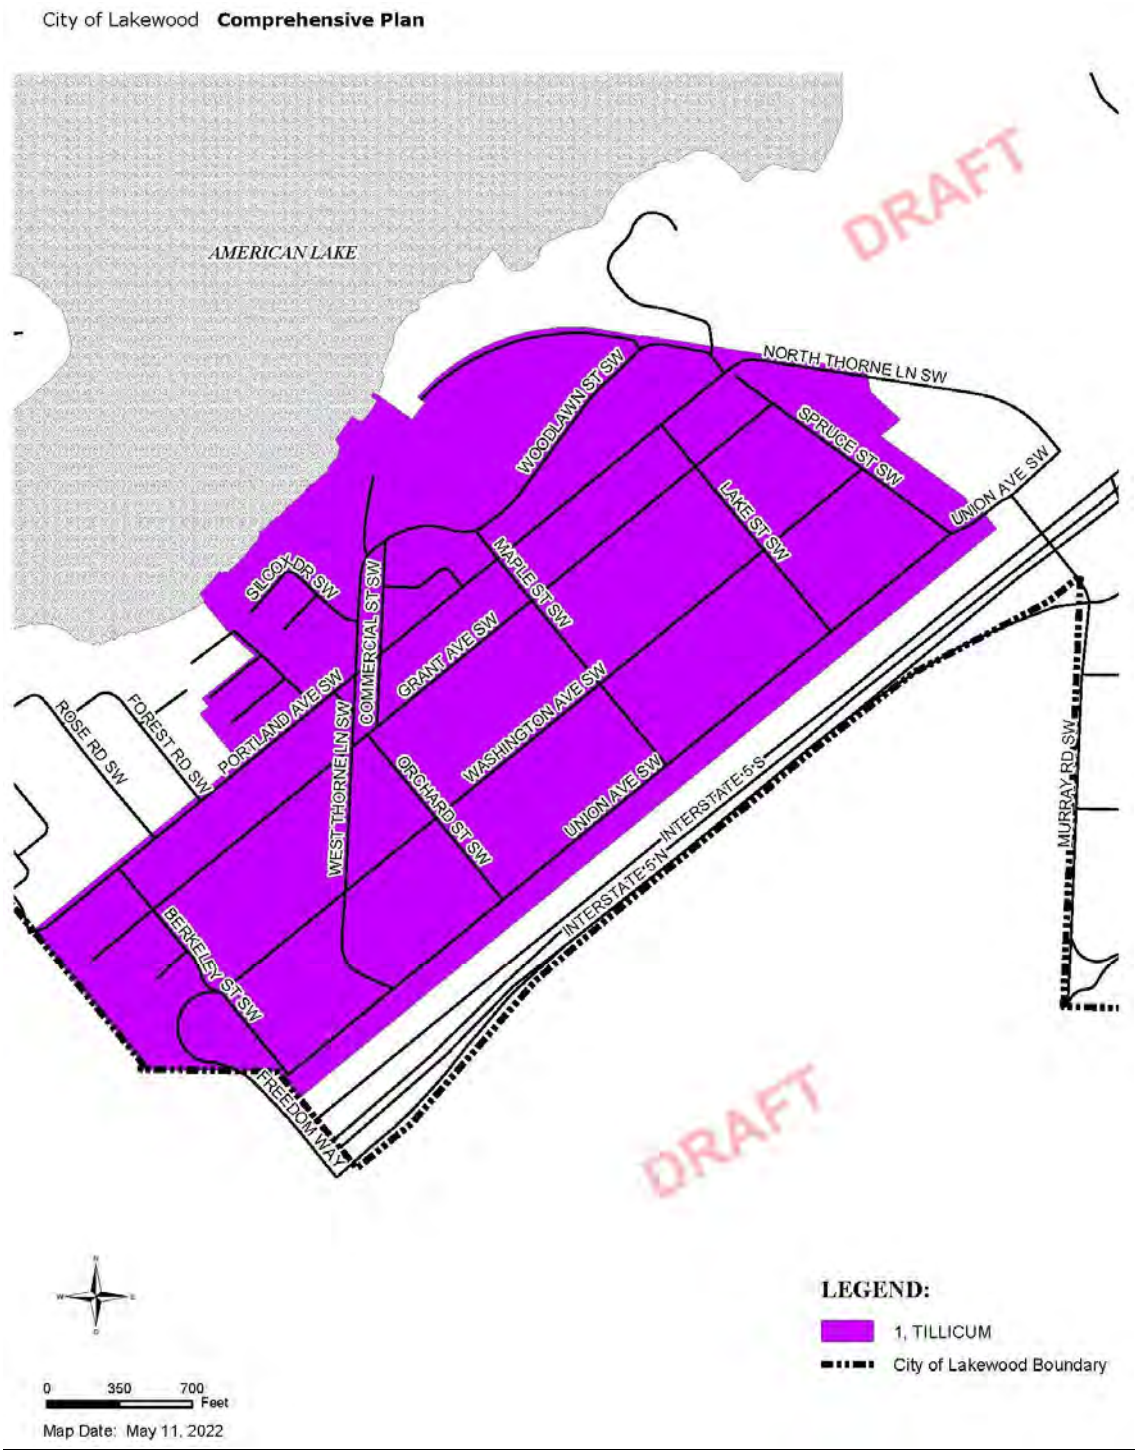 City of Lakewood Comprehensive Plan
DRAFT
AMERICAN LAKE
NORTH THORNE LN SW
WOODLAWN ST SW
SPRUCE ST SW
UNION AVE SW
LAKE ST SW
MAPLE ST SW
SILCOX DR SW
COMMERCIAL ST SW
GRANT AVE SW
PORTLAND AVE SW
WASHINGTON AVE SW
FOREST RD SW
ROSE RD SW
WEST THORNE LN SW
ORCHARD ST SW
UNION AVE SW
INTERSTATE 5 S
INTERSTATE 5 N
MURRAY RD SW
BERKELEY ST SW
FREEDOM WAY
DRAFT
N
W E
LEGEND:
1, TILLICUM
City of Lakewood Boundary
0 350 700
Feet
Map Date: May 11, 2022